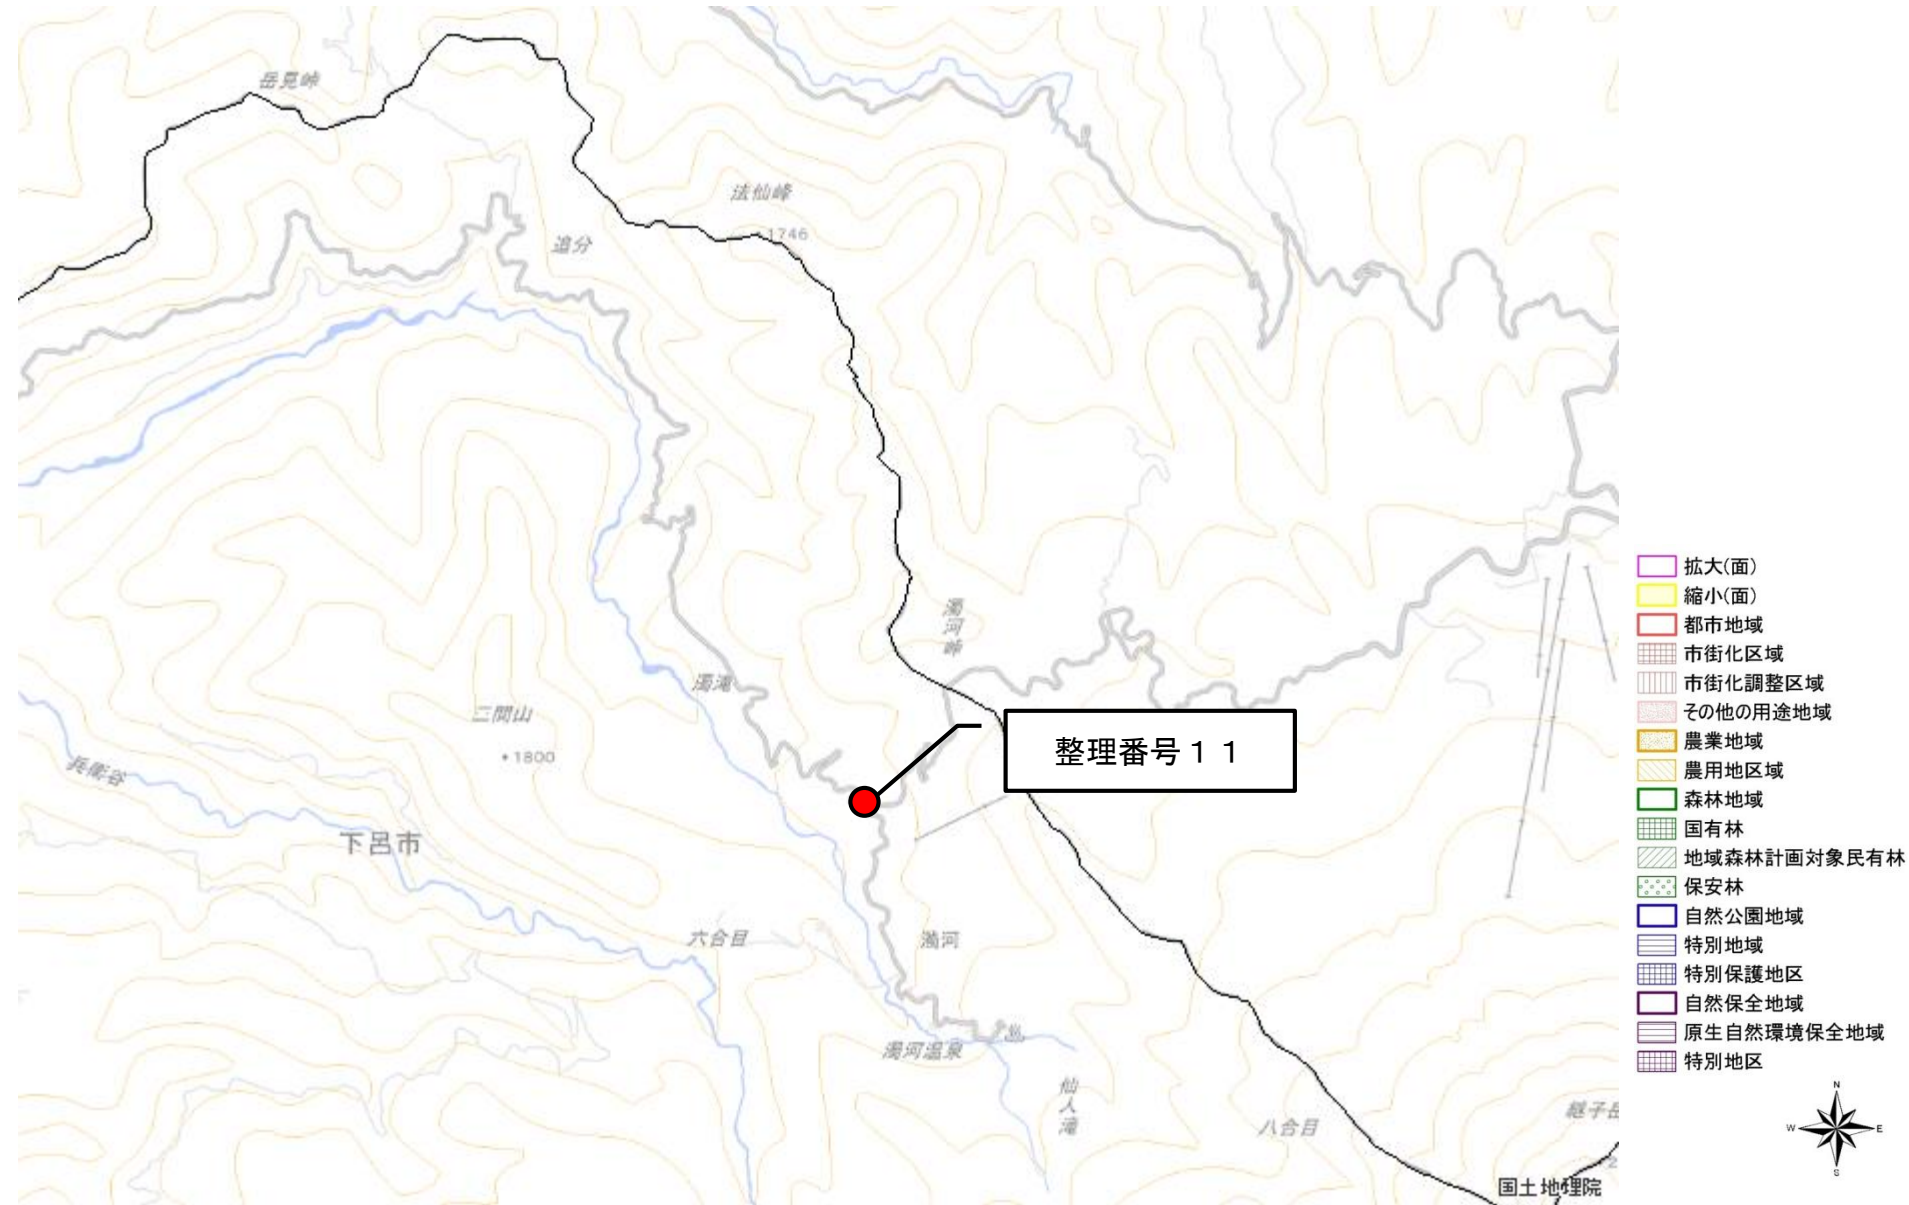 岳見峠
法仙峰
1746
追分
濁河峠
濁滝
三間山
1800
整理番号11
兵衛谷
下呂市
六合目
濁河
濁河温泉
仙人滝
八合目
継子岳
国土地理院
拡大(面)
縮小(面)
都市地域
市街化区域
市街化調整区域
その他の用途地域
農業地域
農用地区域
森林地域
国有林
地域森林計画対象民有林
保安林
自然公園地域
特別地域
特別保護地区
自然保全地域
原生自然環境保全地域
特別地区
N
W
E
S